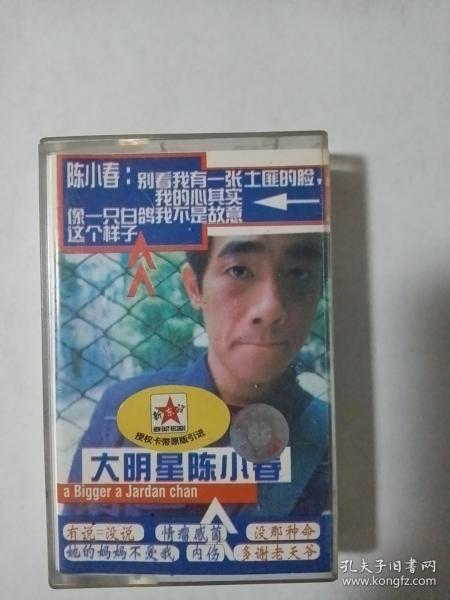 陈小春：别看我有一张土匪的脸，
我的心其实
像一只白鸽我不是故意
这个样子
新东方
NEW EAST RECORDS
授权卡带原版引进
大明星陈小春
a Bigger a Jardan chan
有说=没说 情瘤感菌 没那种命
她的妈妈不爱我 内伤 多谢老天爷
孔夫子旧书网
www.kongfz.com